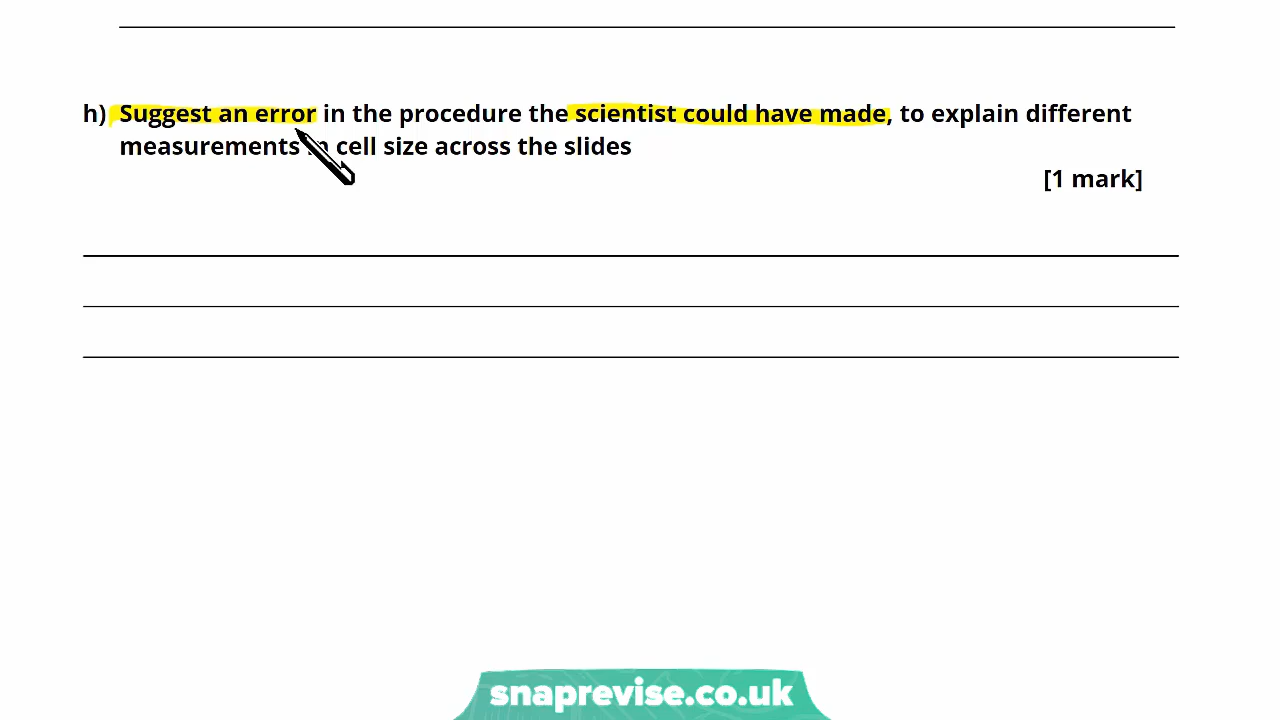 h) Suggest an error in the procedure the scientist could have made, to explain different
measurements in cell size across the slides
[1 mark]
snaprevise.co.uk